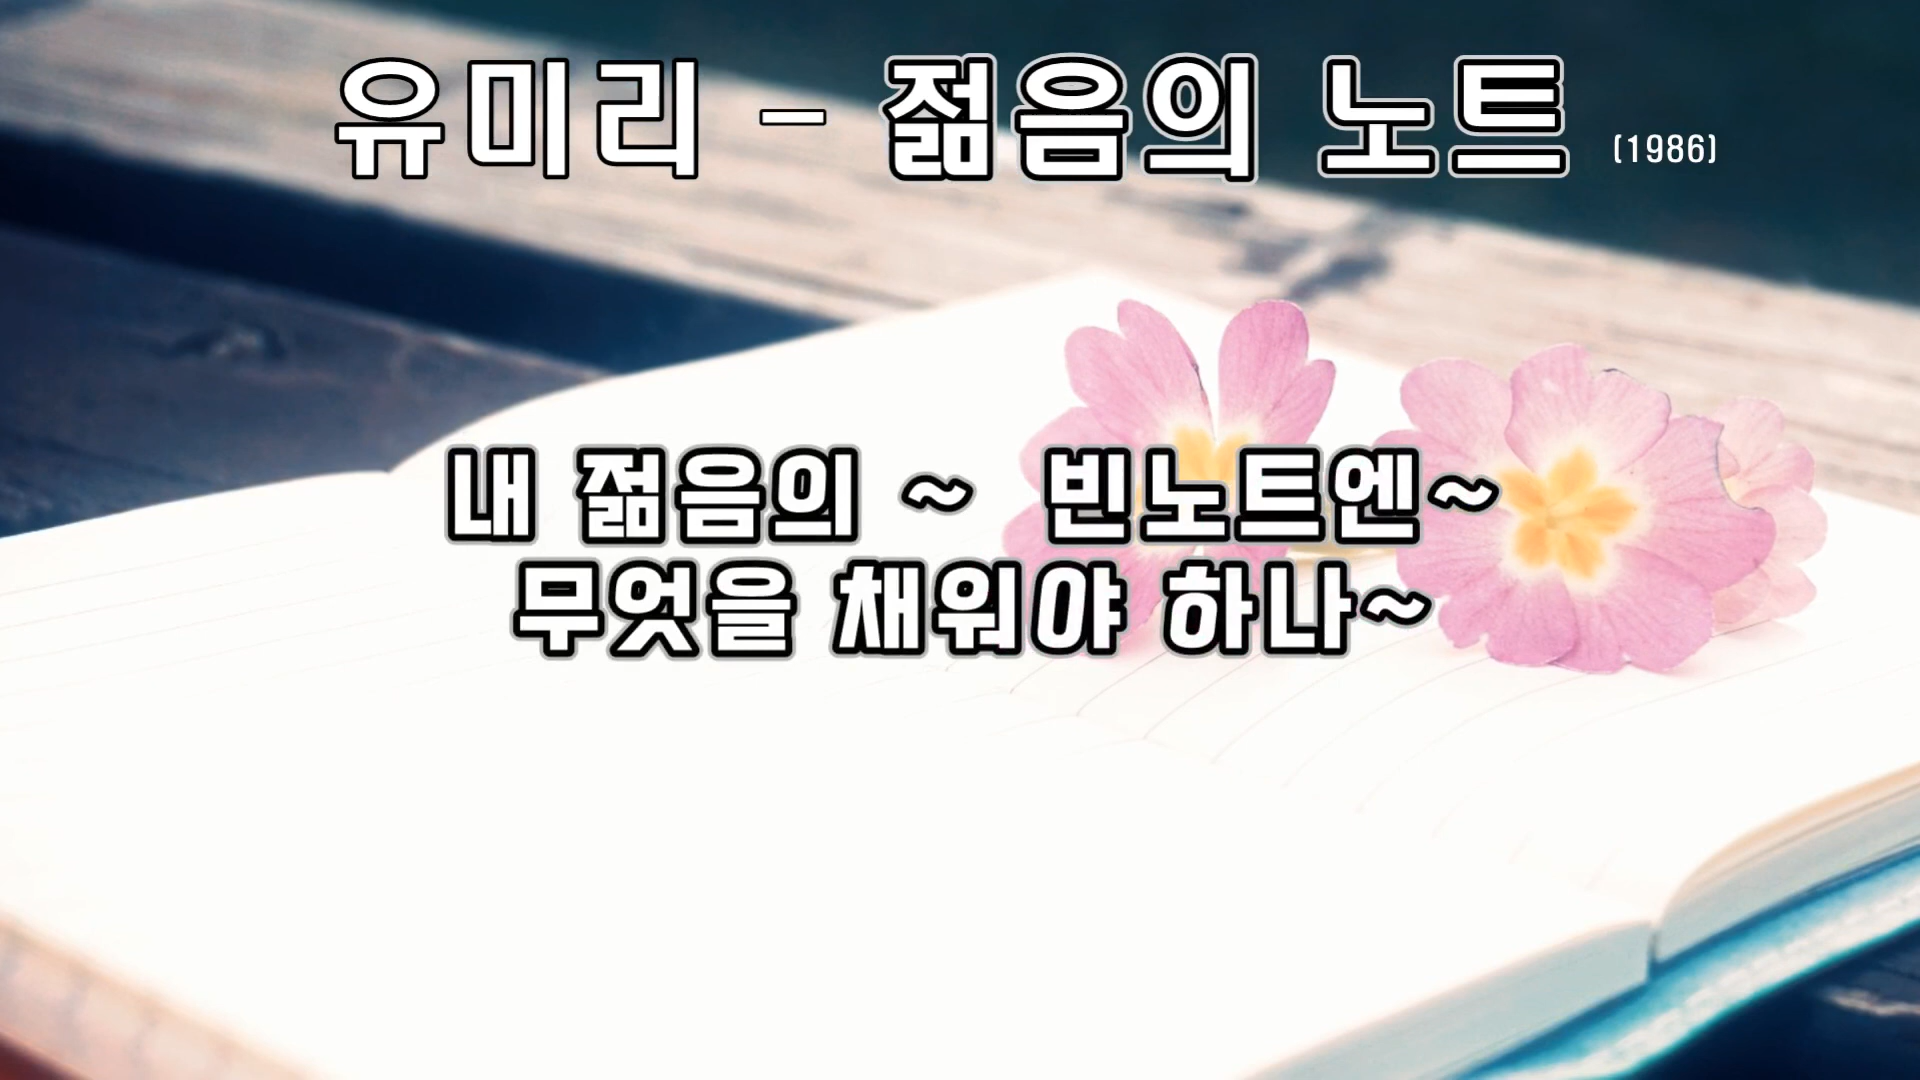 유미리 - 젊음의 노트 (1986)
내 젊음의 ~ 빈노트엔~
무엇을 채워야 하나~